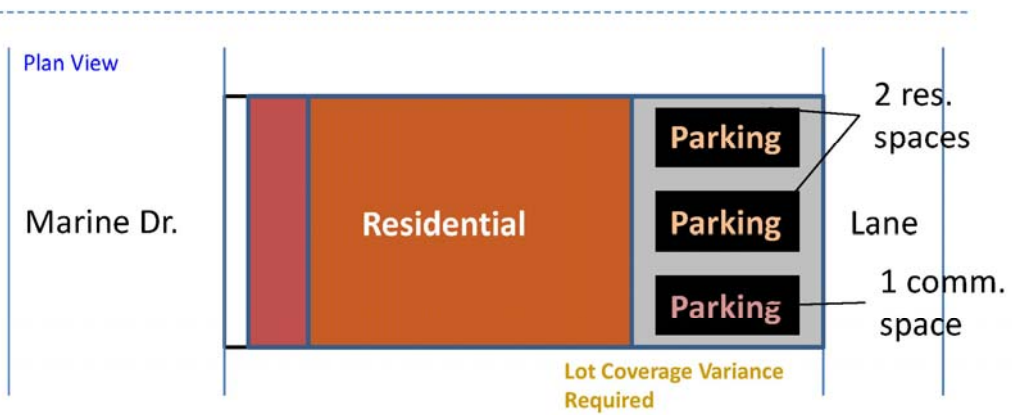 Plan View
2 res.
spaces
Parking
Marine Dr.
Residential
Parking
Lane
1 comm.
space
Parking
Lot Coverage Variance
Required